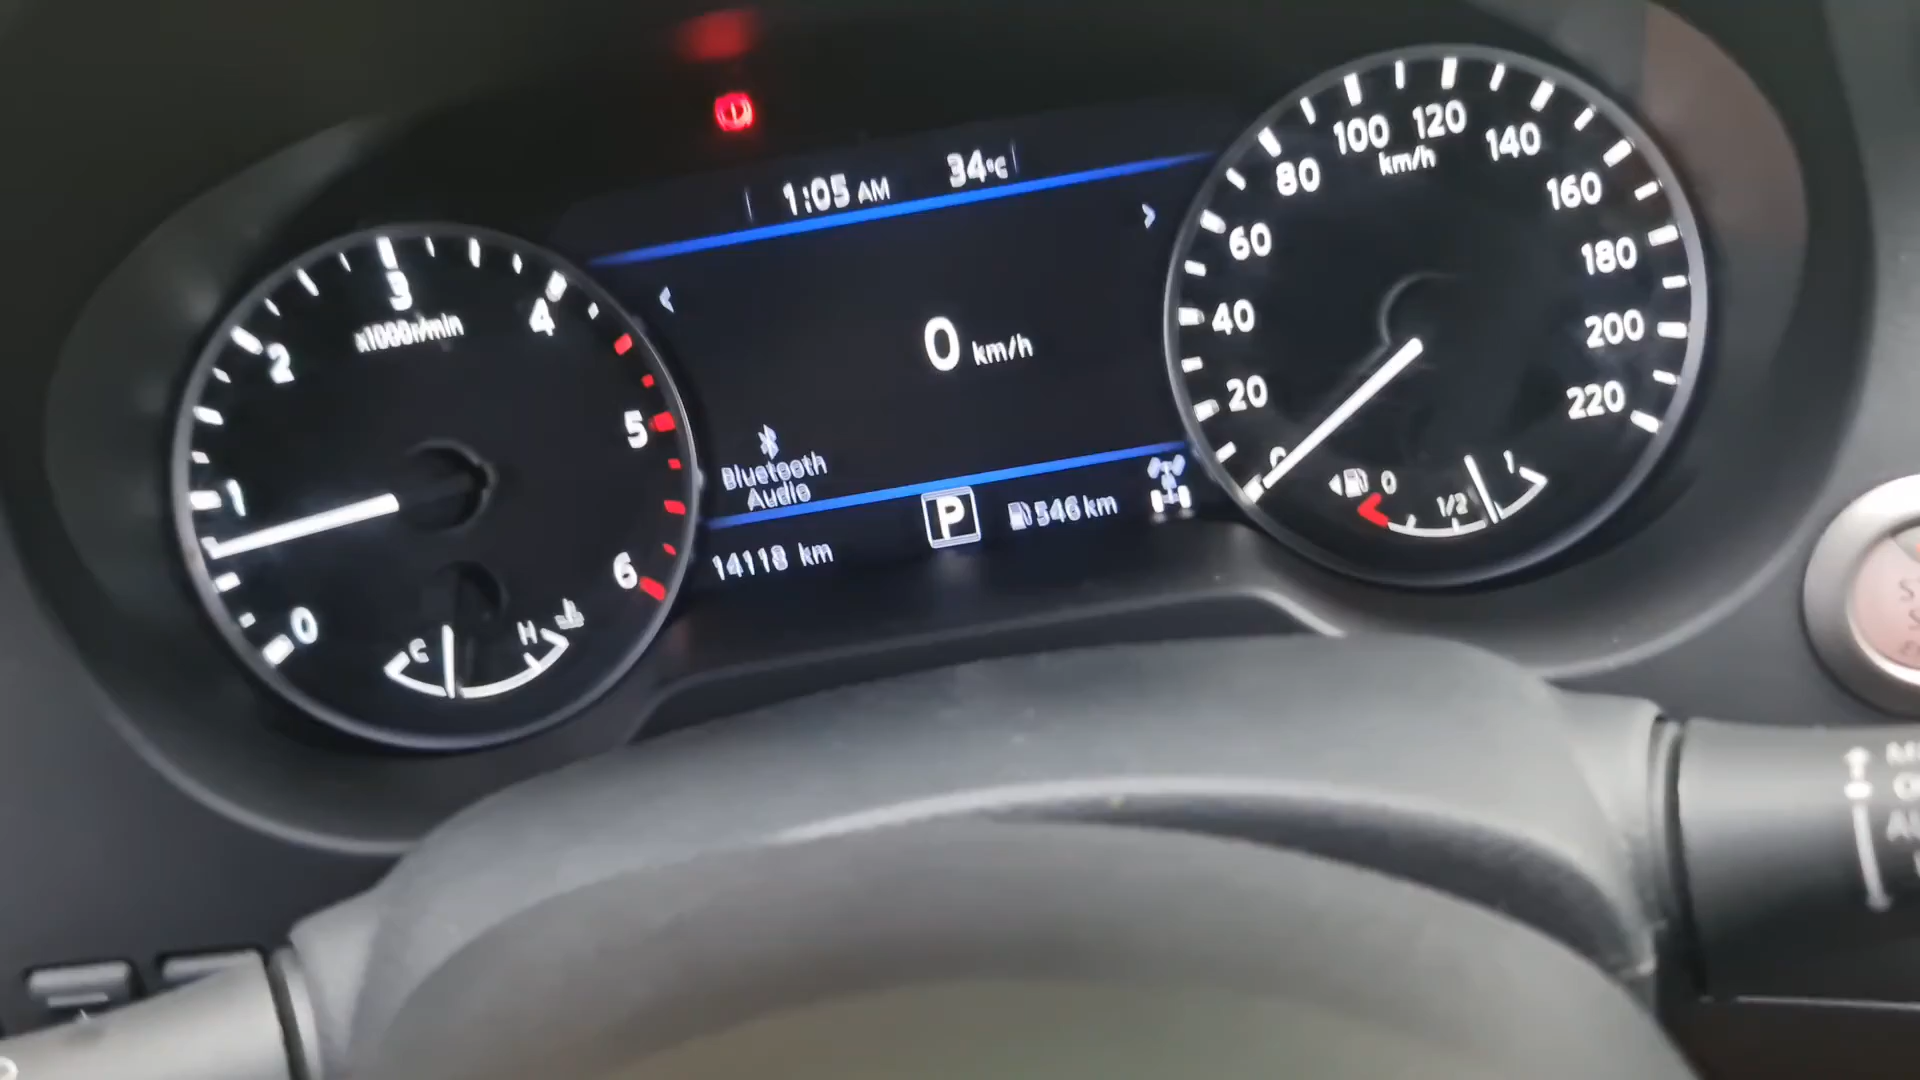 1:05 AM 34°C
< >
0 km/h
Bluetooth
Audio
14118 km P 546 km
0 1 2 3 4 5 6
x1000r/min
C H
0 20 40 60 80 100 120 140 160 180 200 220
km/h
0 1/2 1